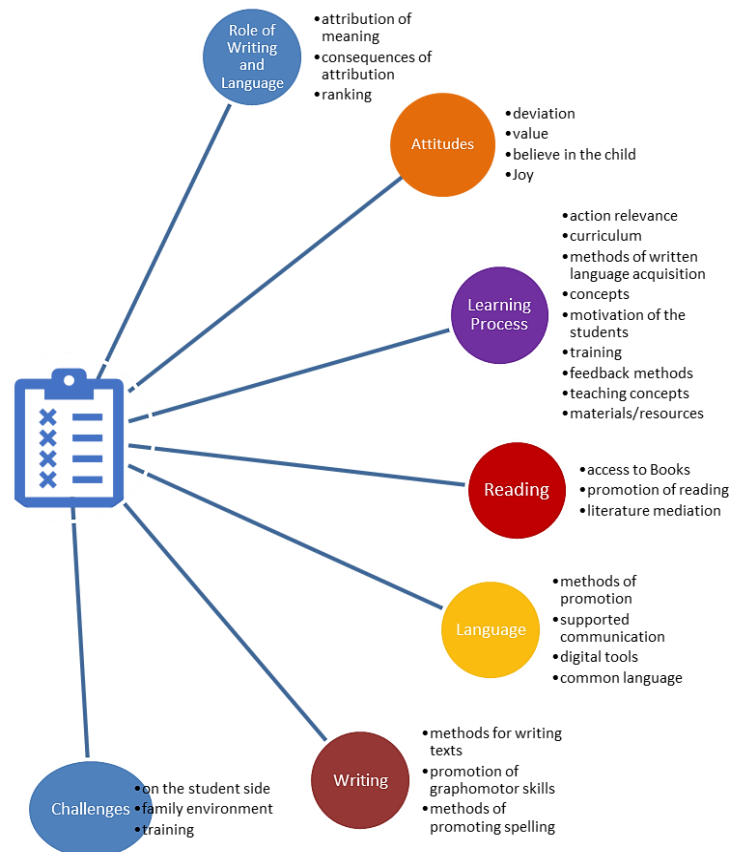 Role of
Writing
and
Language
•attribution of
meaning
•consequences of
attribution
•ranking
Attitudes
•deviation
•value
•believe in the child
•Joy
Learning
Process
•action relevance
•curriculum
•methods of written
language acquisition
•concepts
•motivation of the
students
•training
•feedback methods
•teaching concepts
•materials/resources
Reading
•access to Books
•promotion of reading
•literature mediation
Language
•methods of
promotion
•supported
communication
•digital tools
•common language
Writing
•methods for writing
texts
•promotion of
graphomotor skills
•methods of
promoting spelling
Challenges
•on the student side
•family environment
•training